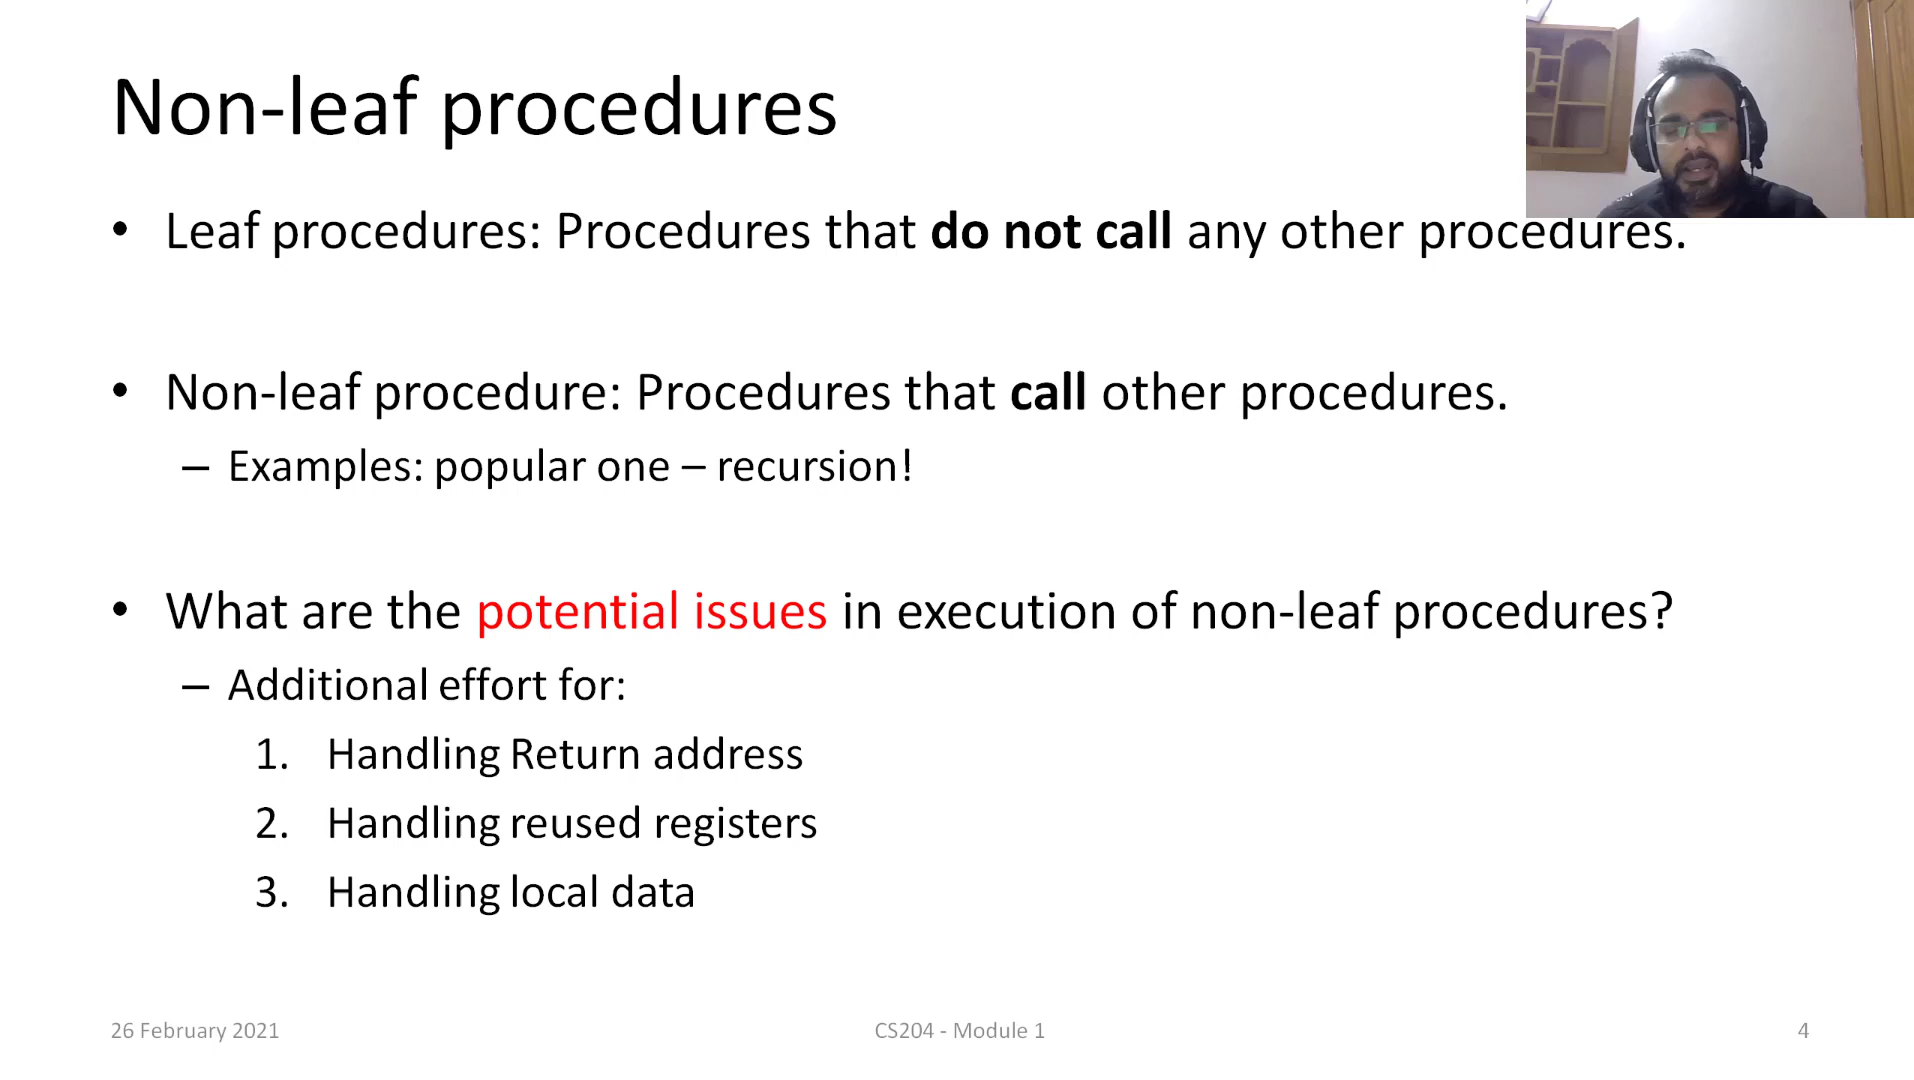 Non-leaf procedures
• Leaf procedures: Procedures that do not call any other procedures.
• Non-leaf procedure: Procedures that call other procedures.
– Examples: popular one – recursion!
• What are the potential issues in execution of non-leaf procedures?
– Additional effort for:
1. Handling Return address
2. Handling reused registers
3. Handling local data
26 February 2021
CS204 - Module 1
4